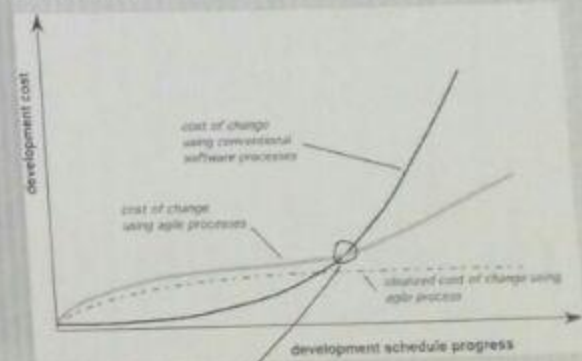 development cost
cost of change
using conventional
software processes
cost of change
using agile processes
idealized cost of change using
agile process
development schedule progress